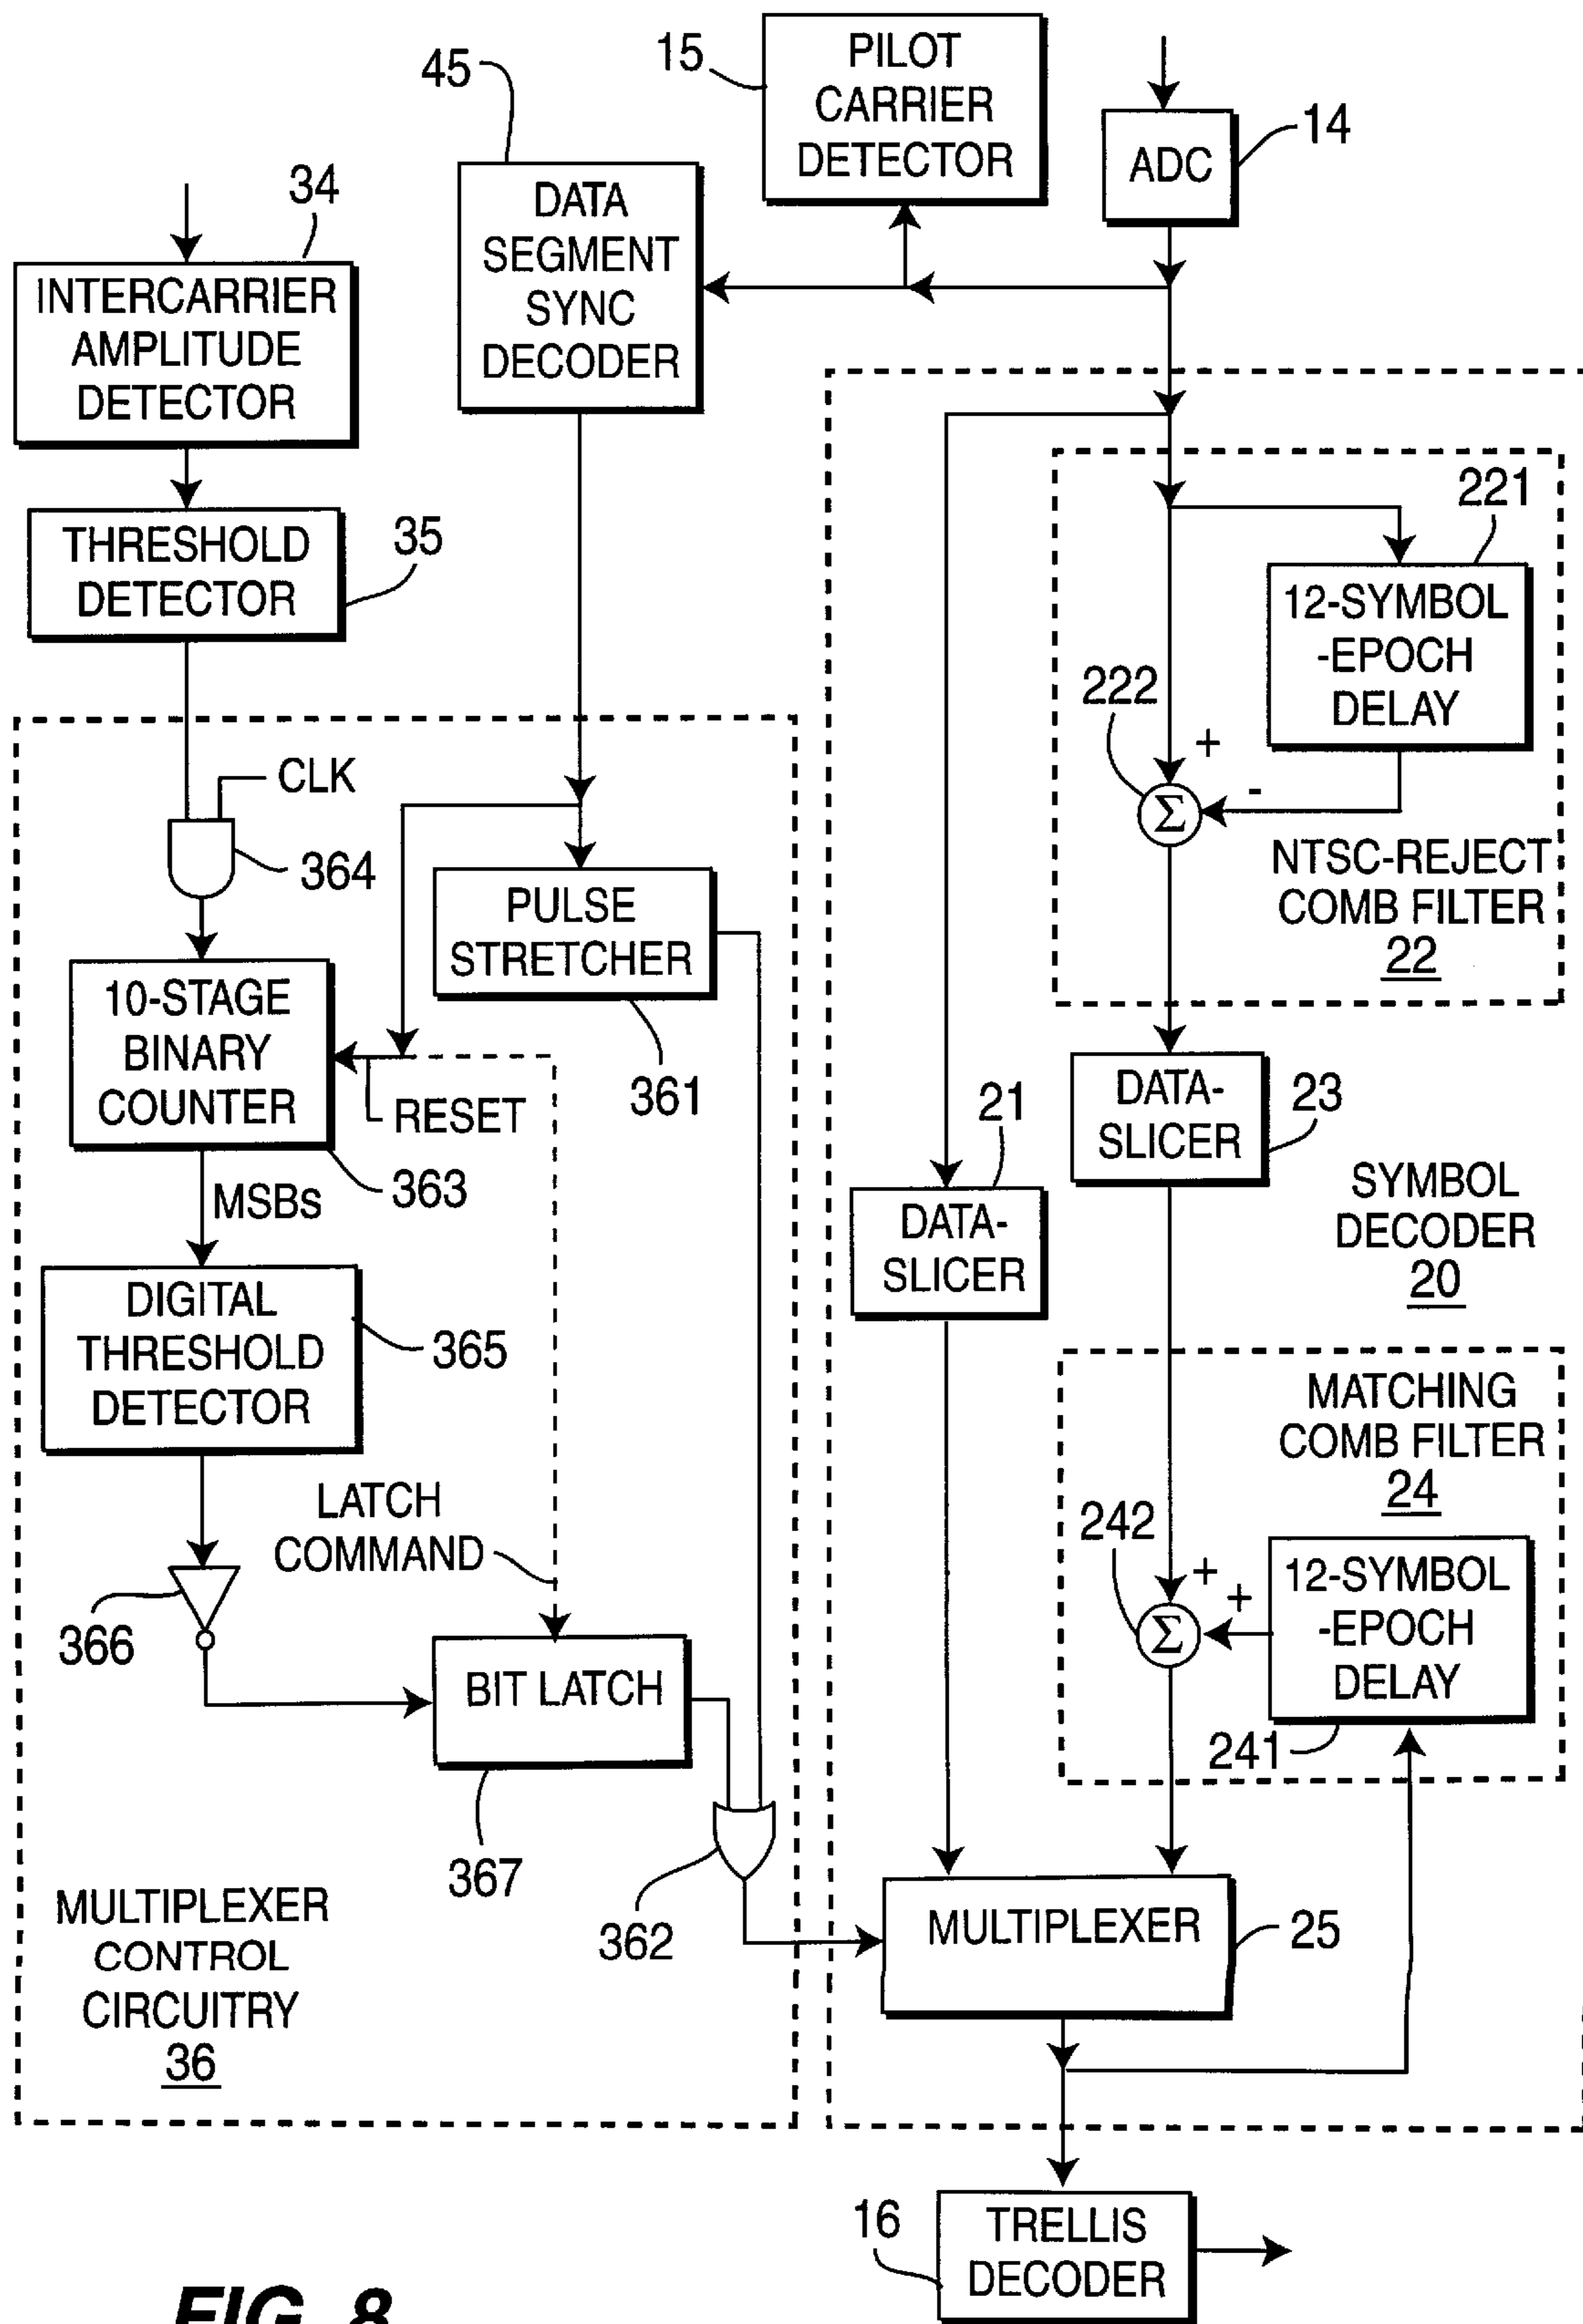 15
PILOT
CARRIER
DETECTOR
45
14
ADC
34
DATA
SEGMENT
SYNC
DECODER
INTERCARRIER
AMPLITUDE
DETECTOR
THRESHOLD
DETECTOR
35
221
12-SYMBOL
-EPOCH
DELAY
222
+
-
Σ
NTSC-REJECT
COMB FILTER
22
CLK
364
PULSE
STRETCHER
361
10-STAGE
BINARY
COUNTER
RESET
363
MSBs
DATA-
SLICER
23
21
DATA-
SLICER
SYMBOL
DECODER
20
DIGITAL
THRESHOLD
DETECTOR
365
MATCHING
COMB FILTER
24
LATCH
COMMAND
242
+
+
Σ
12-SYMBOL
-EPOCH
DELAY
241
366
BIT LATCH
367
362
MULTIPLEXER
25
MULTIPLEXER
CONTROL
CIRCUITRY
36
16
TRELLIS
DECODER
FIG. 8